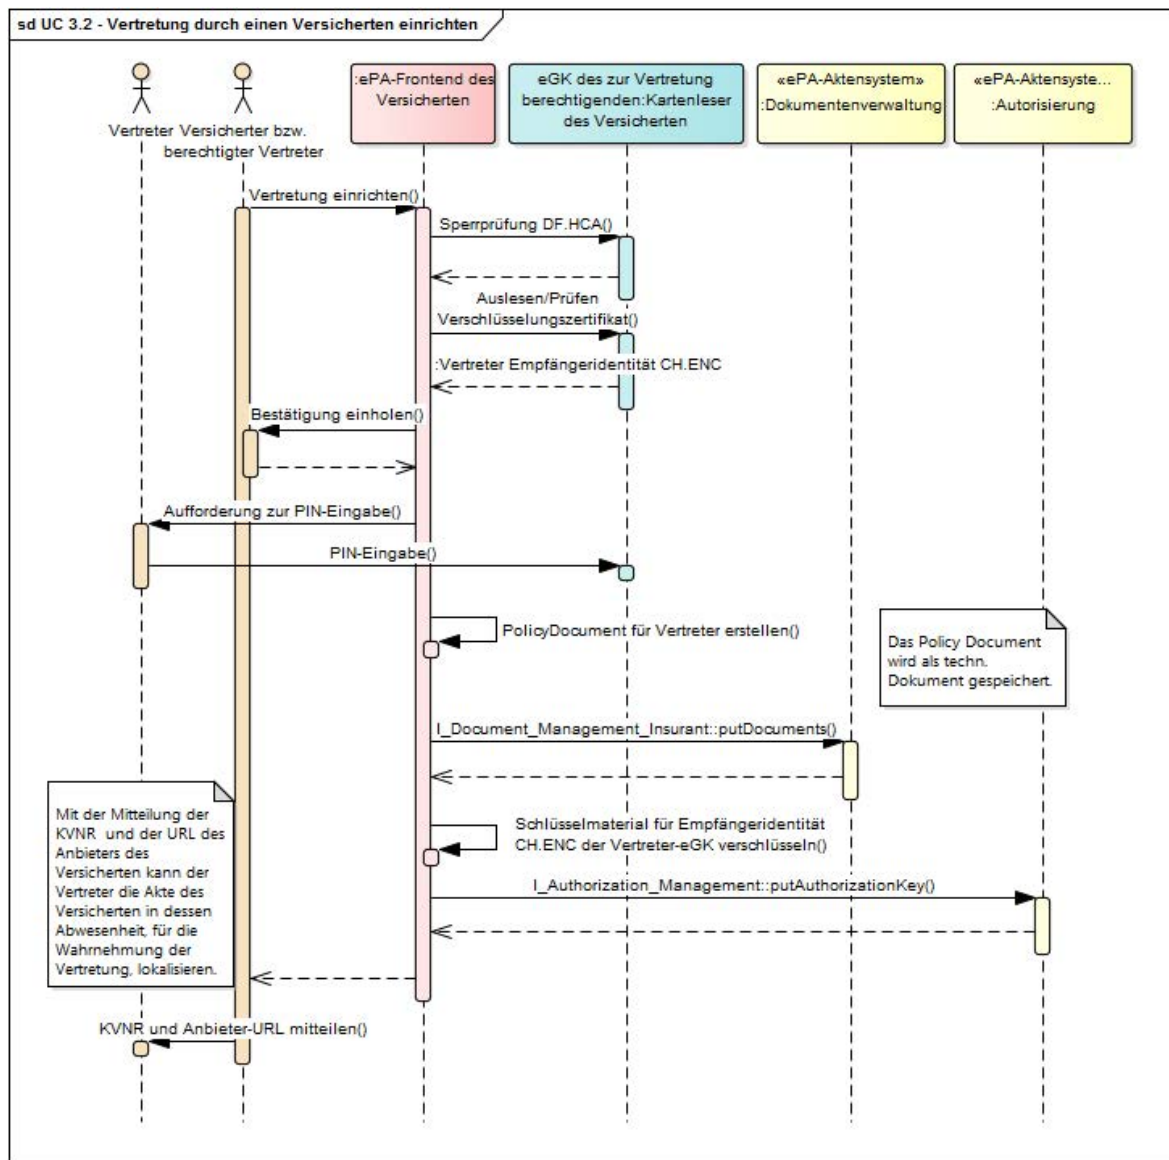 sd UC 3.2 - Vertretung durch einen Versicherten einrichten
Vertreter
Versicherter bzw.
berechtigter Vertreter
:ePA-Frontend des
Versicherten
eGK des zur Vertretung
berechtigenden:Kartenleser
des Versicherten
«ePA-Aktensystem»
:Dokumentenverwaltung
«ePA-Aktensyste...
:Autorisierung
Vertretung einrichten()
Sperrprüfung DF.HCA()
Auslesen/Prüfen
Verschlüsselungszertifikat()
:Vertreter Empfängeridentität CH.ENC
Bestätigung einholen()
Aufforderung zur PIN-Eingabe()
PIN-Eingabe()
PolicyDocument für Vertreter erstellen()
Das Policy Document
wird als techn.
Dokument gespeichert.
I_Document_Management_Insurant::putDocuments()
Mit der Mitteilung der
KVNR und der URL des
Anbieters des
Versicherten kann der
Vertreter die Akte des
Versicherten in dessen
Abwesenheit, für die
Wahrnehmung der
Vertretung, lokalisieren.
Schlüsselmaterial für Empfängeridentität
CH.ENC der Vertreter-eGK verschlüsseln()
I_Authorization_Management::putAuthorizationKey()
KVNR und Anbieter-URL mitteilen()